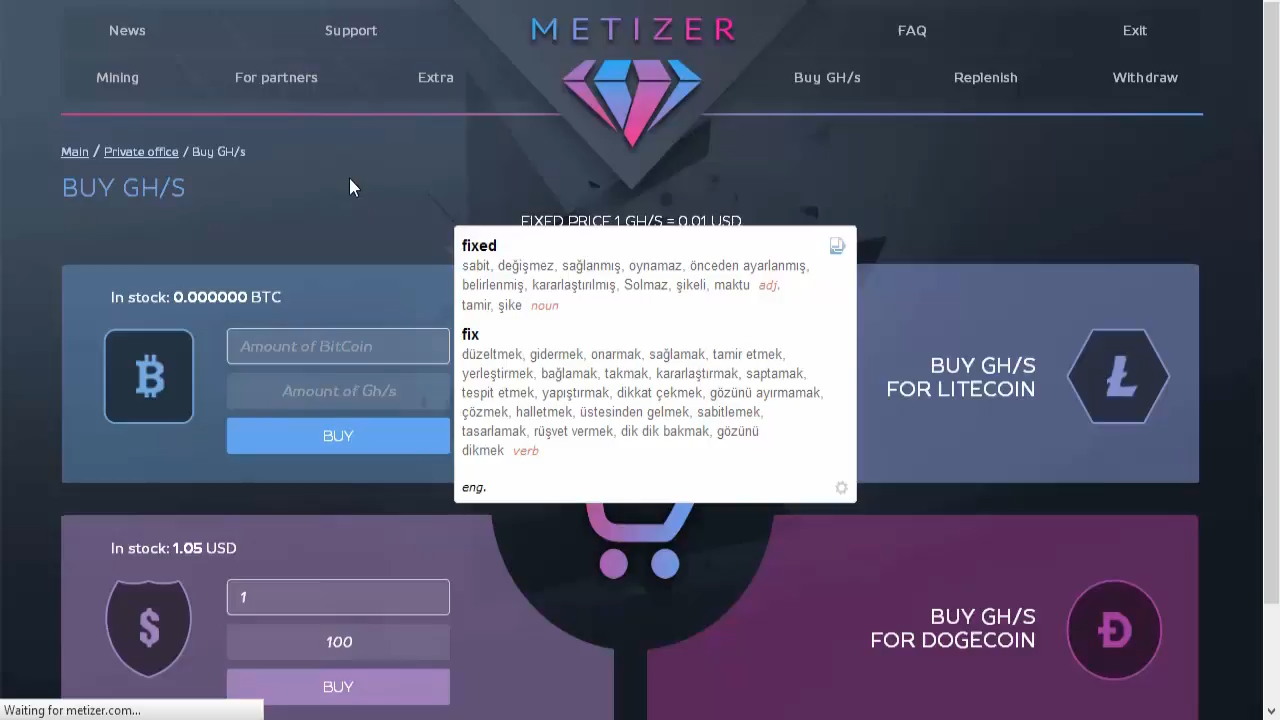 News
Support
METIZER
FAQ
Exit
Mining
For partners
Extra
Buy GH/s
Replenish
Withdraw
Main / Private office / Buy GH/s
BUY GH/S
FIXED PRICE 1 GH/S = 0.01 USD
fixed
sabit, değişmez, sağlanmış, oynamaz, önceden ayarlanmış,
belirlenmiş, kararlaştırılmış, Solmaz, şikeli, maktu adj.
tamir, şike noun
fix
düzeltmek, gidermek, onarmak, sağlamak, tamir etmek,
yerleştirmek, bağlamak, takmak, kararlaştırmak, saptamak,
tespit etmek, yapıştırmak, dikkat çekmek, gözünü ayırmamak,
çözmek, halletmek, üstesinden gelmek, sabitlemek,
tasarlamak, rüşvet vermek, dik dik bakmak, gözünü
dikmek verb
eng.
In stock: 0.000000 BTC
Amount of BitCoin
Amount of Gh/s
BUY
BUY GH/S
FOR LITECOIN
In stock: 1.05 USD
1
100
BUY
BUY GH/S
FOR DOGECOIN
Waiting for metizer.com...